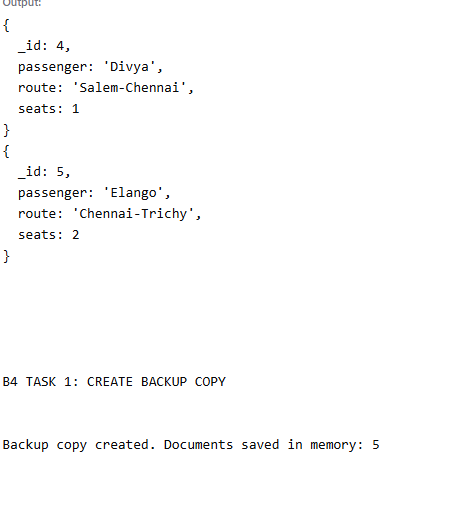 Output:
{
  _id: 4,
  passenger: 'Divya',
  route: 'Salem-Chennai',
  seats: 1
}
{
  _id: 5,
  passenger: 'Elango',
  route: 'Chennai-Trichy',
  seats: 2
}
B4 TASK 1: CREATE BACKUP COPY
Backup copy created. Documents saved in memory: 5